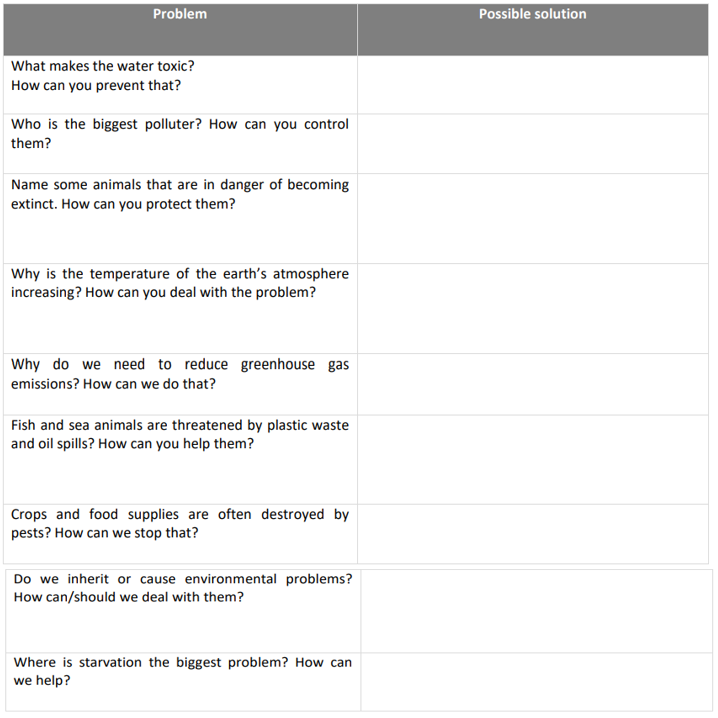 Problem
Possible solution
What makes the water toxic?
How can you prevent that?
Who is the biggest polluter? How can you control
them?
Name some animals that are in danger of becoming
extinct. How can you protect them?
Why is the temperature of the earth's atmosphere
increasing? How can you deal with the problem?
Why do we need to reduce greenhouse gas
emissions? How can we do that?
Fish and sea animals are threatened by plastic waste
and oil spills? How can you help them?
Crops and food supplies are often destroyed by
pests? How can we stop that?
Do we inherit or cause environmental problems?
How can/should we deal with them?
Where is starvation the biggest problem? How can
we help?